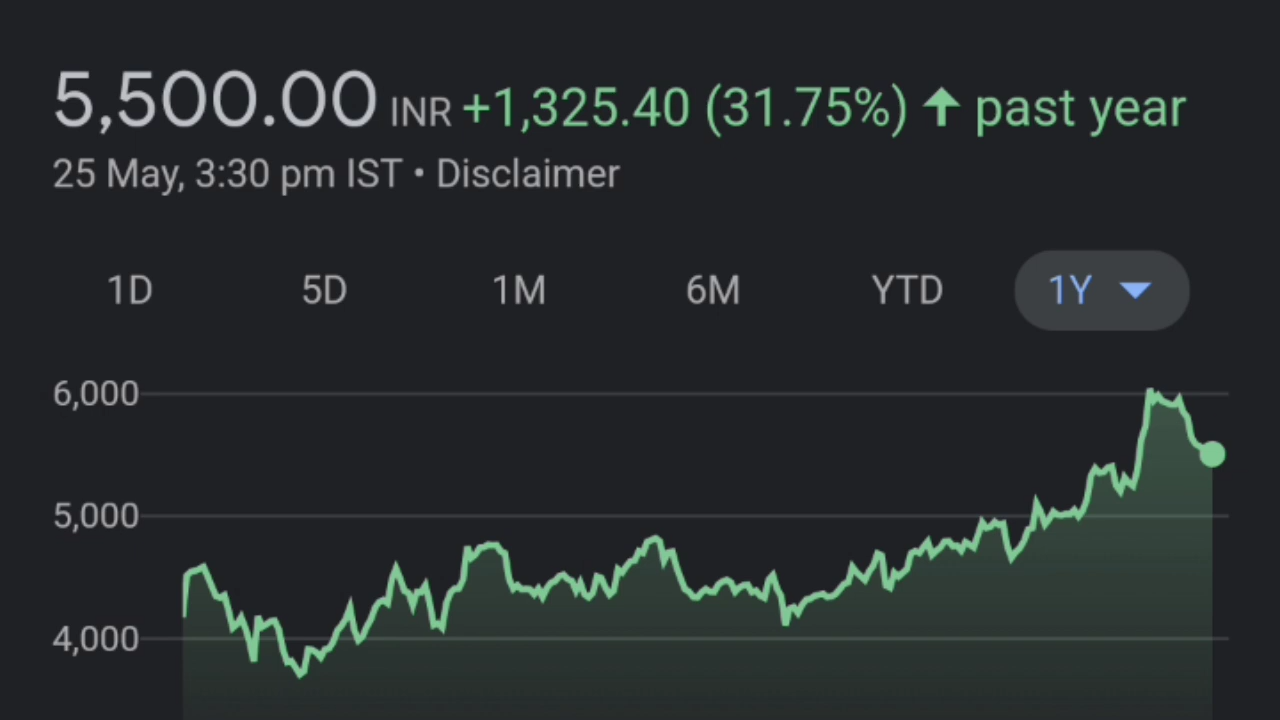 5,500.00 INR +1,325.40 (31.75%) ↑ past year
25 May, 3:30 pm IST • Disclaimer
1D 5D 1M 6M YTD 1Y
6,000
5,000
4,000